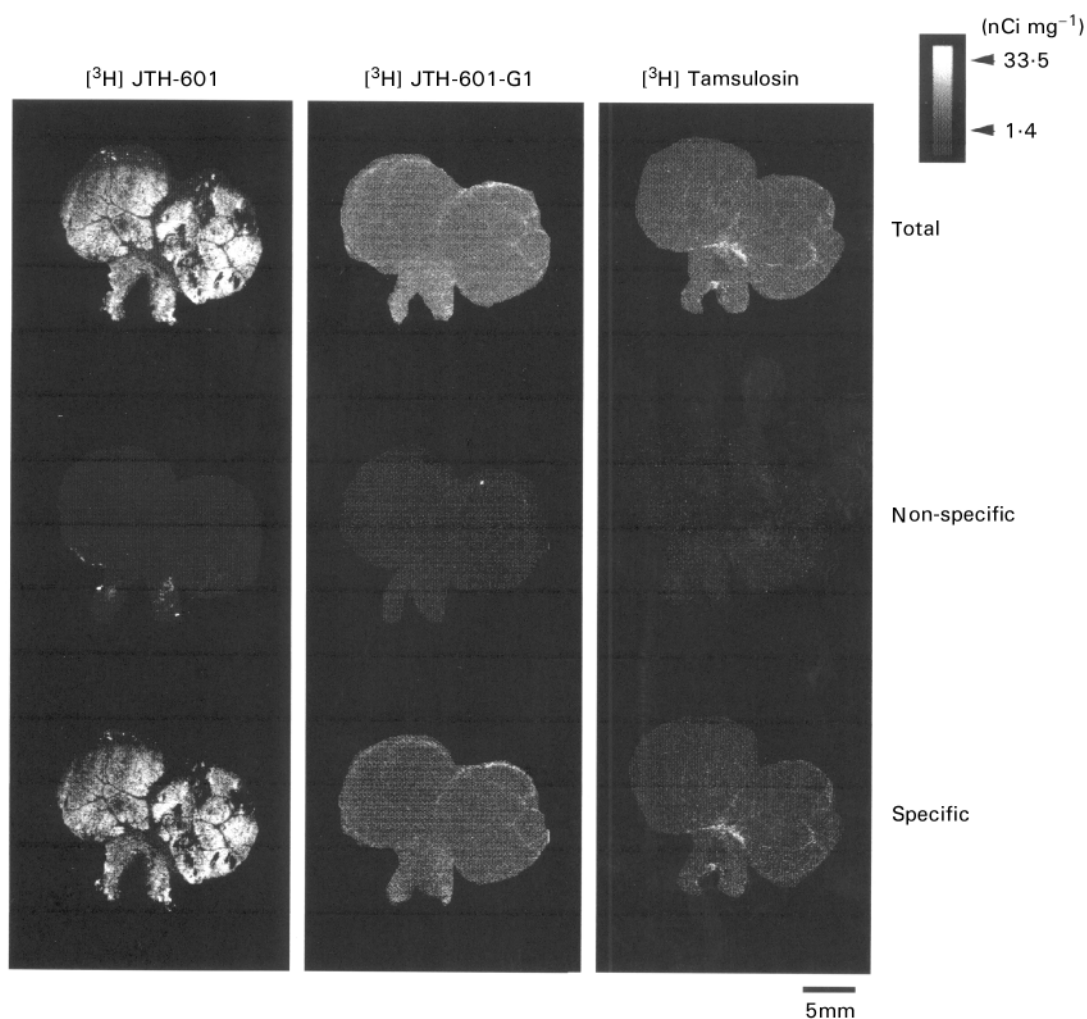 (nCi mg⁻¹)
33·5
1·4
[³H] JTH-601
[³H] JTH-601-G1
[³H] Tamsulosin
Total
Non-specific
Specific
5mm